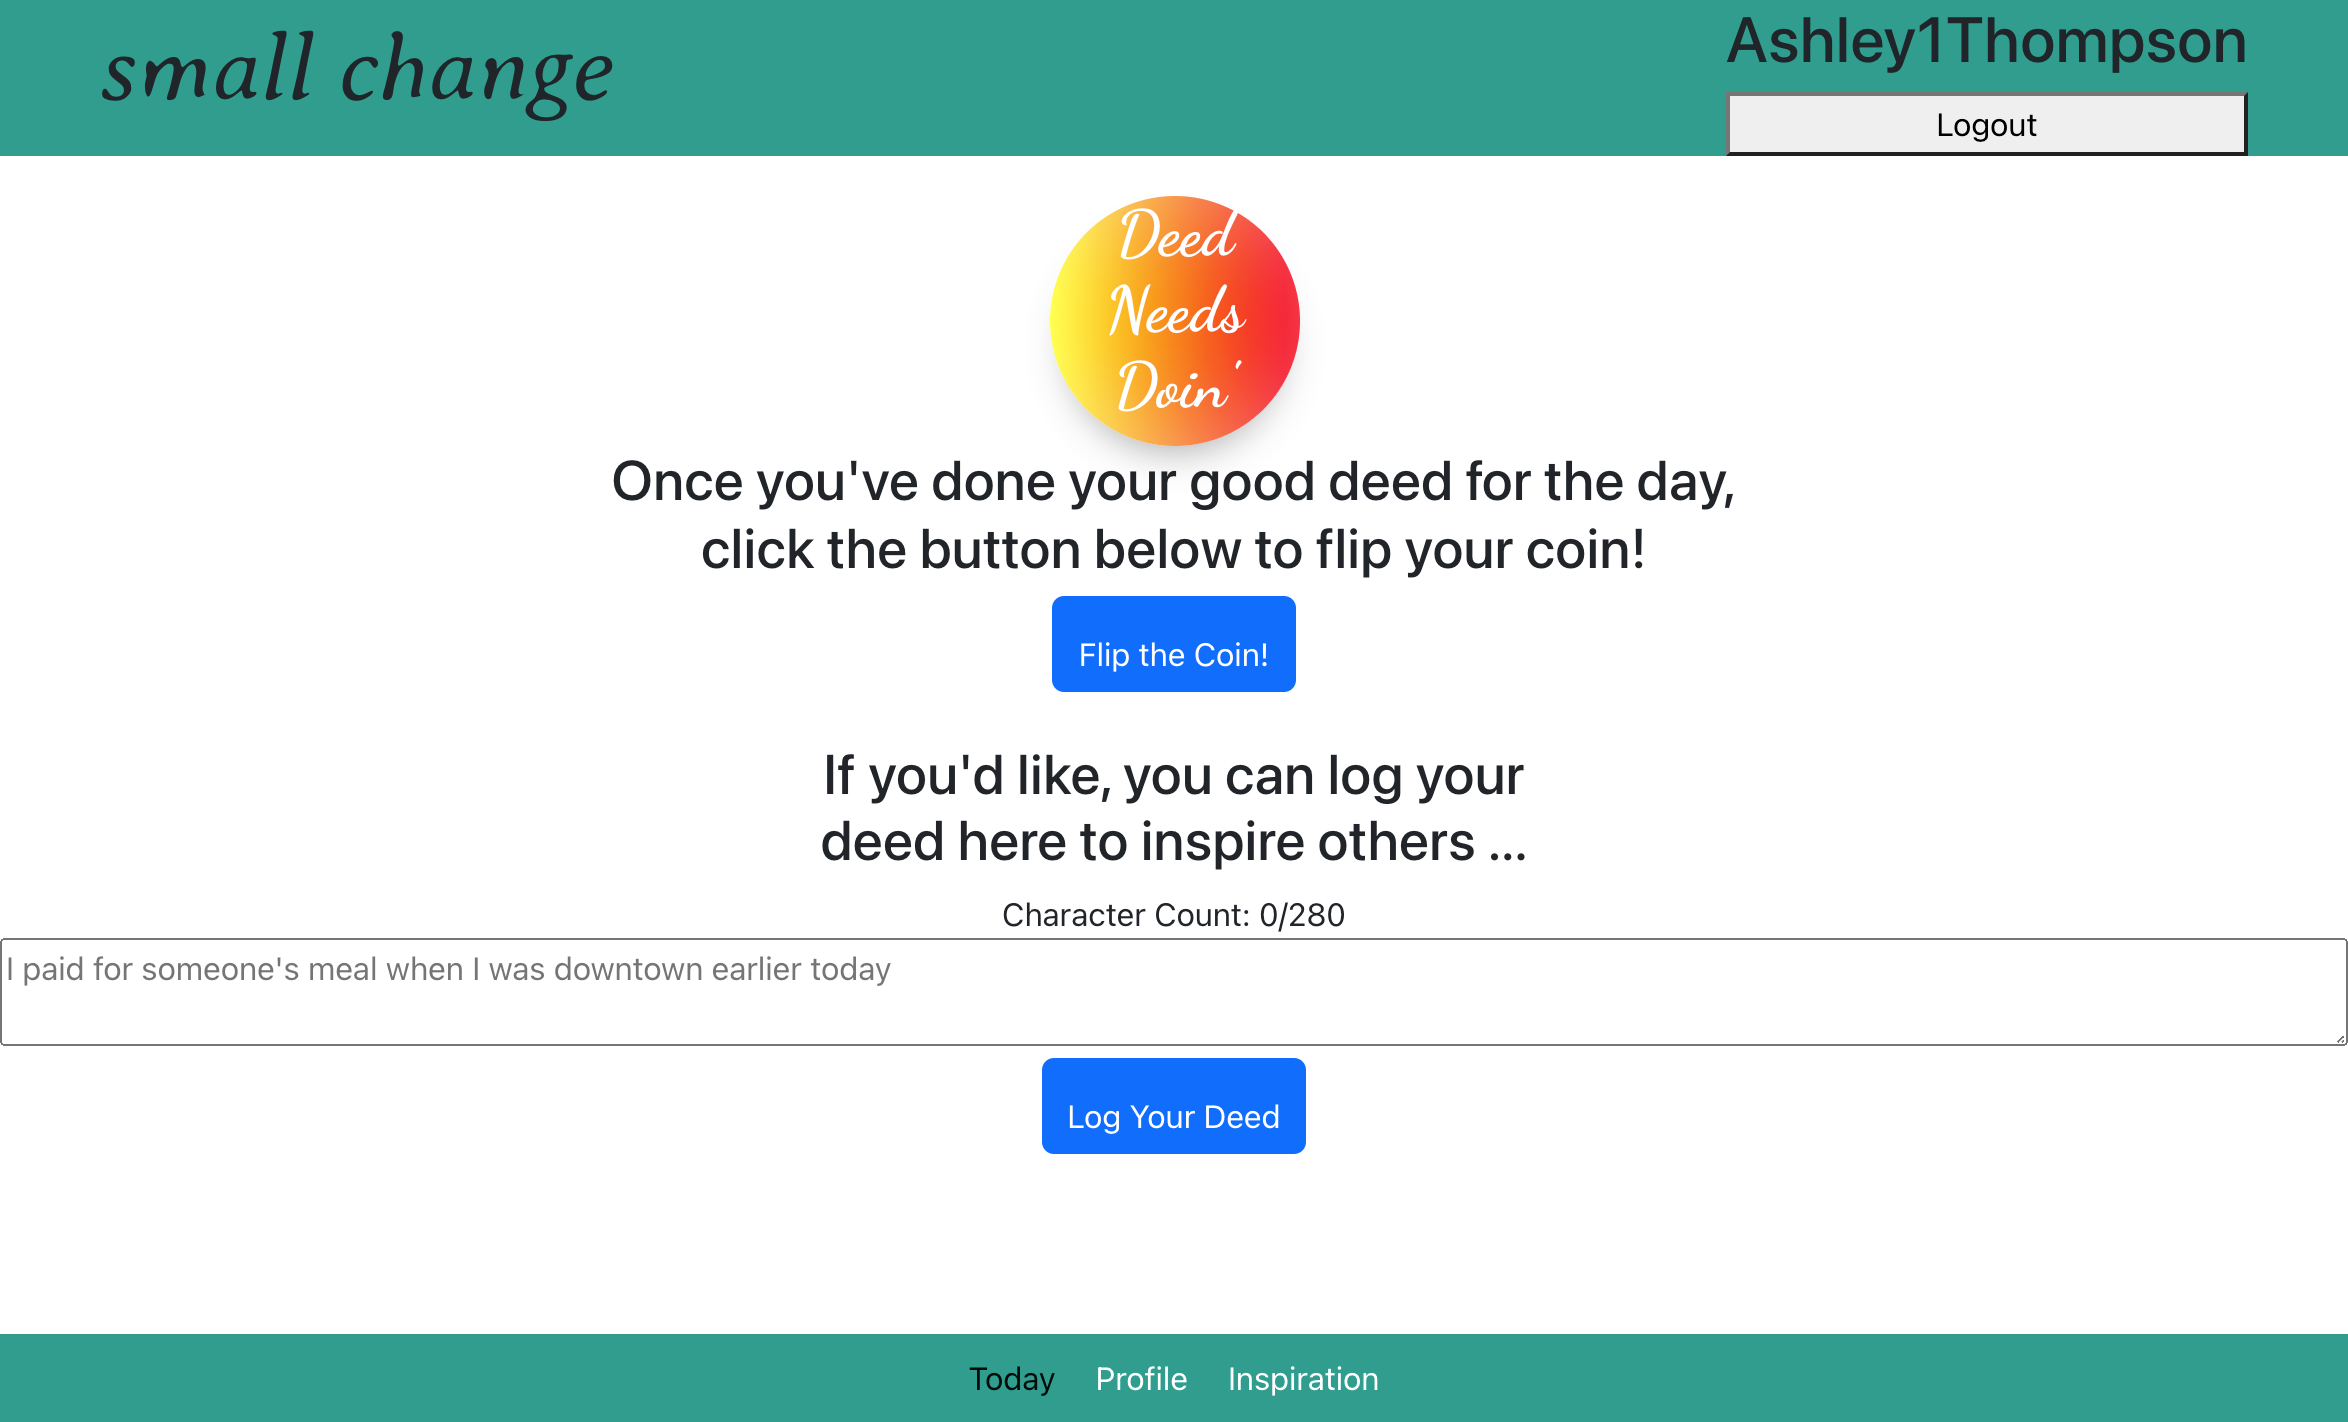 small change
Ashley1Thompson
Logout
Deed
Needs
Doin'
Once you've done your good deed for the day,
click the button below to flip your coin!
Flip the Coin!
If you'd like, you can log your
deed here to inspire others ...
Character Count: 0/280
I paid for someone's meal when I was downtown earlier today
Log Your Deed
Today Profile Inspiration